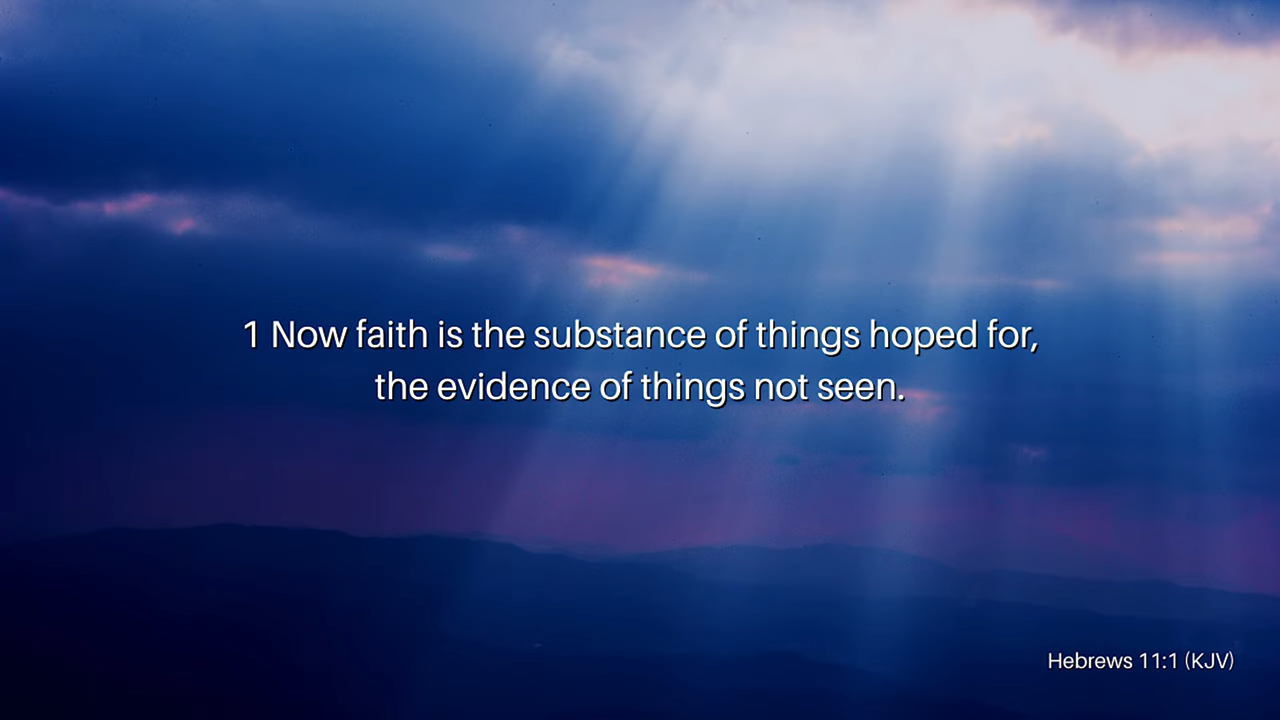 1 Now faith is the substance of things hoped for,
the evidence of things not seen.
Hebrews 11:1 (KJV)